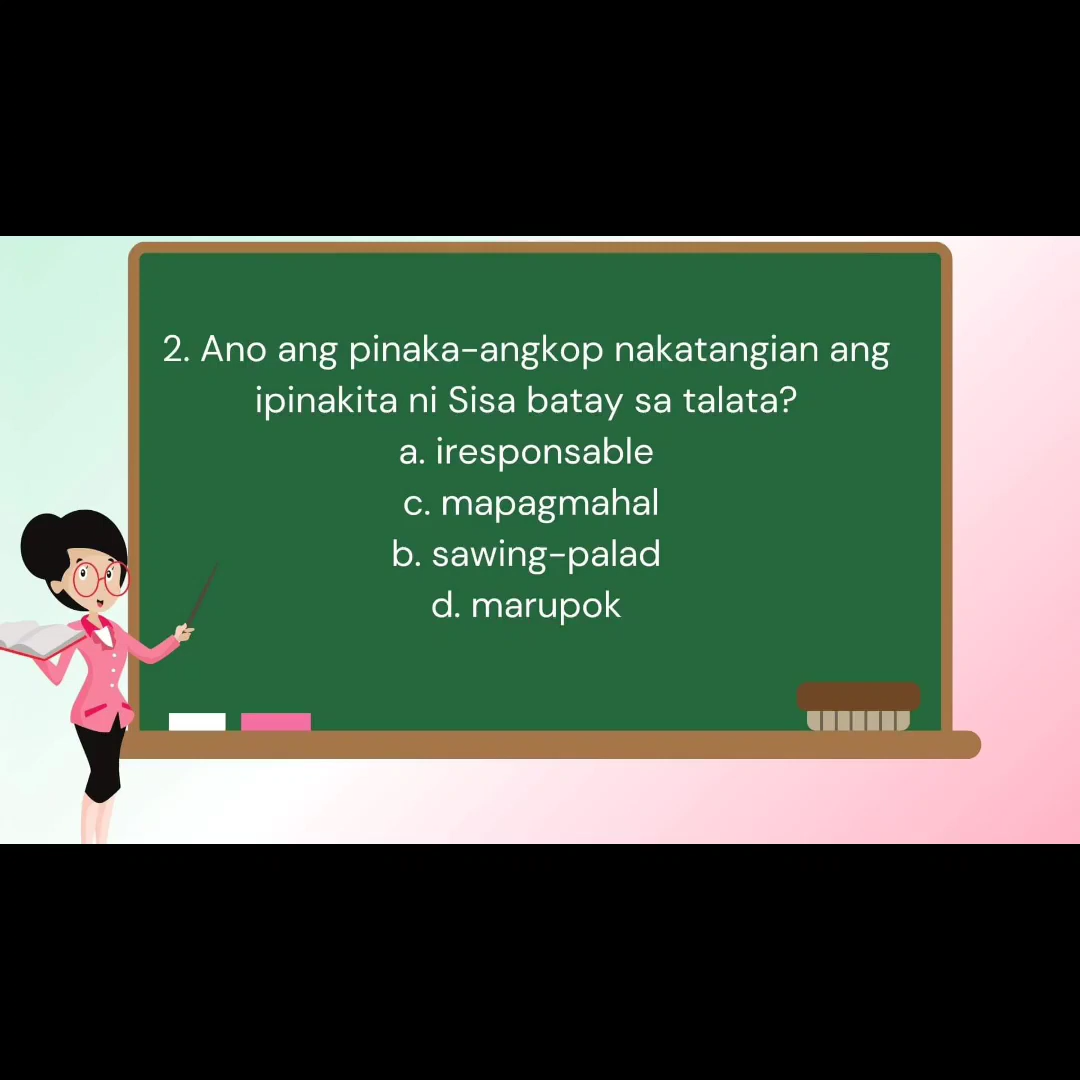 2. Ano ang pinaka-angkop nakatangian ang
ipinakita ni Sisa batay sa talata?
a. iresponsable
c. mapagmahal
b. sawing-palad
d. marupok